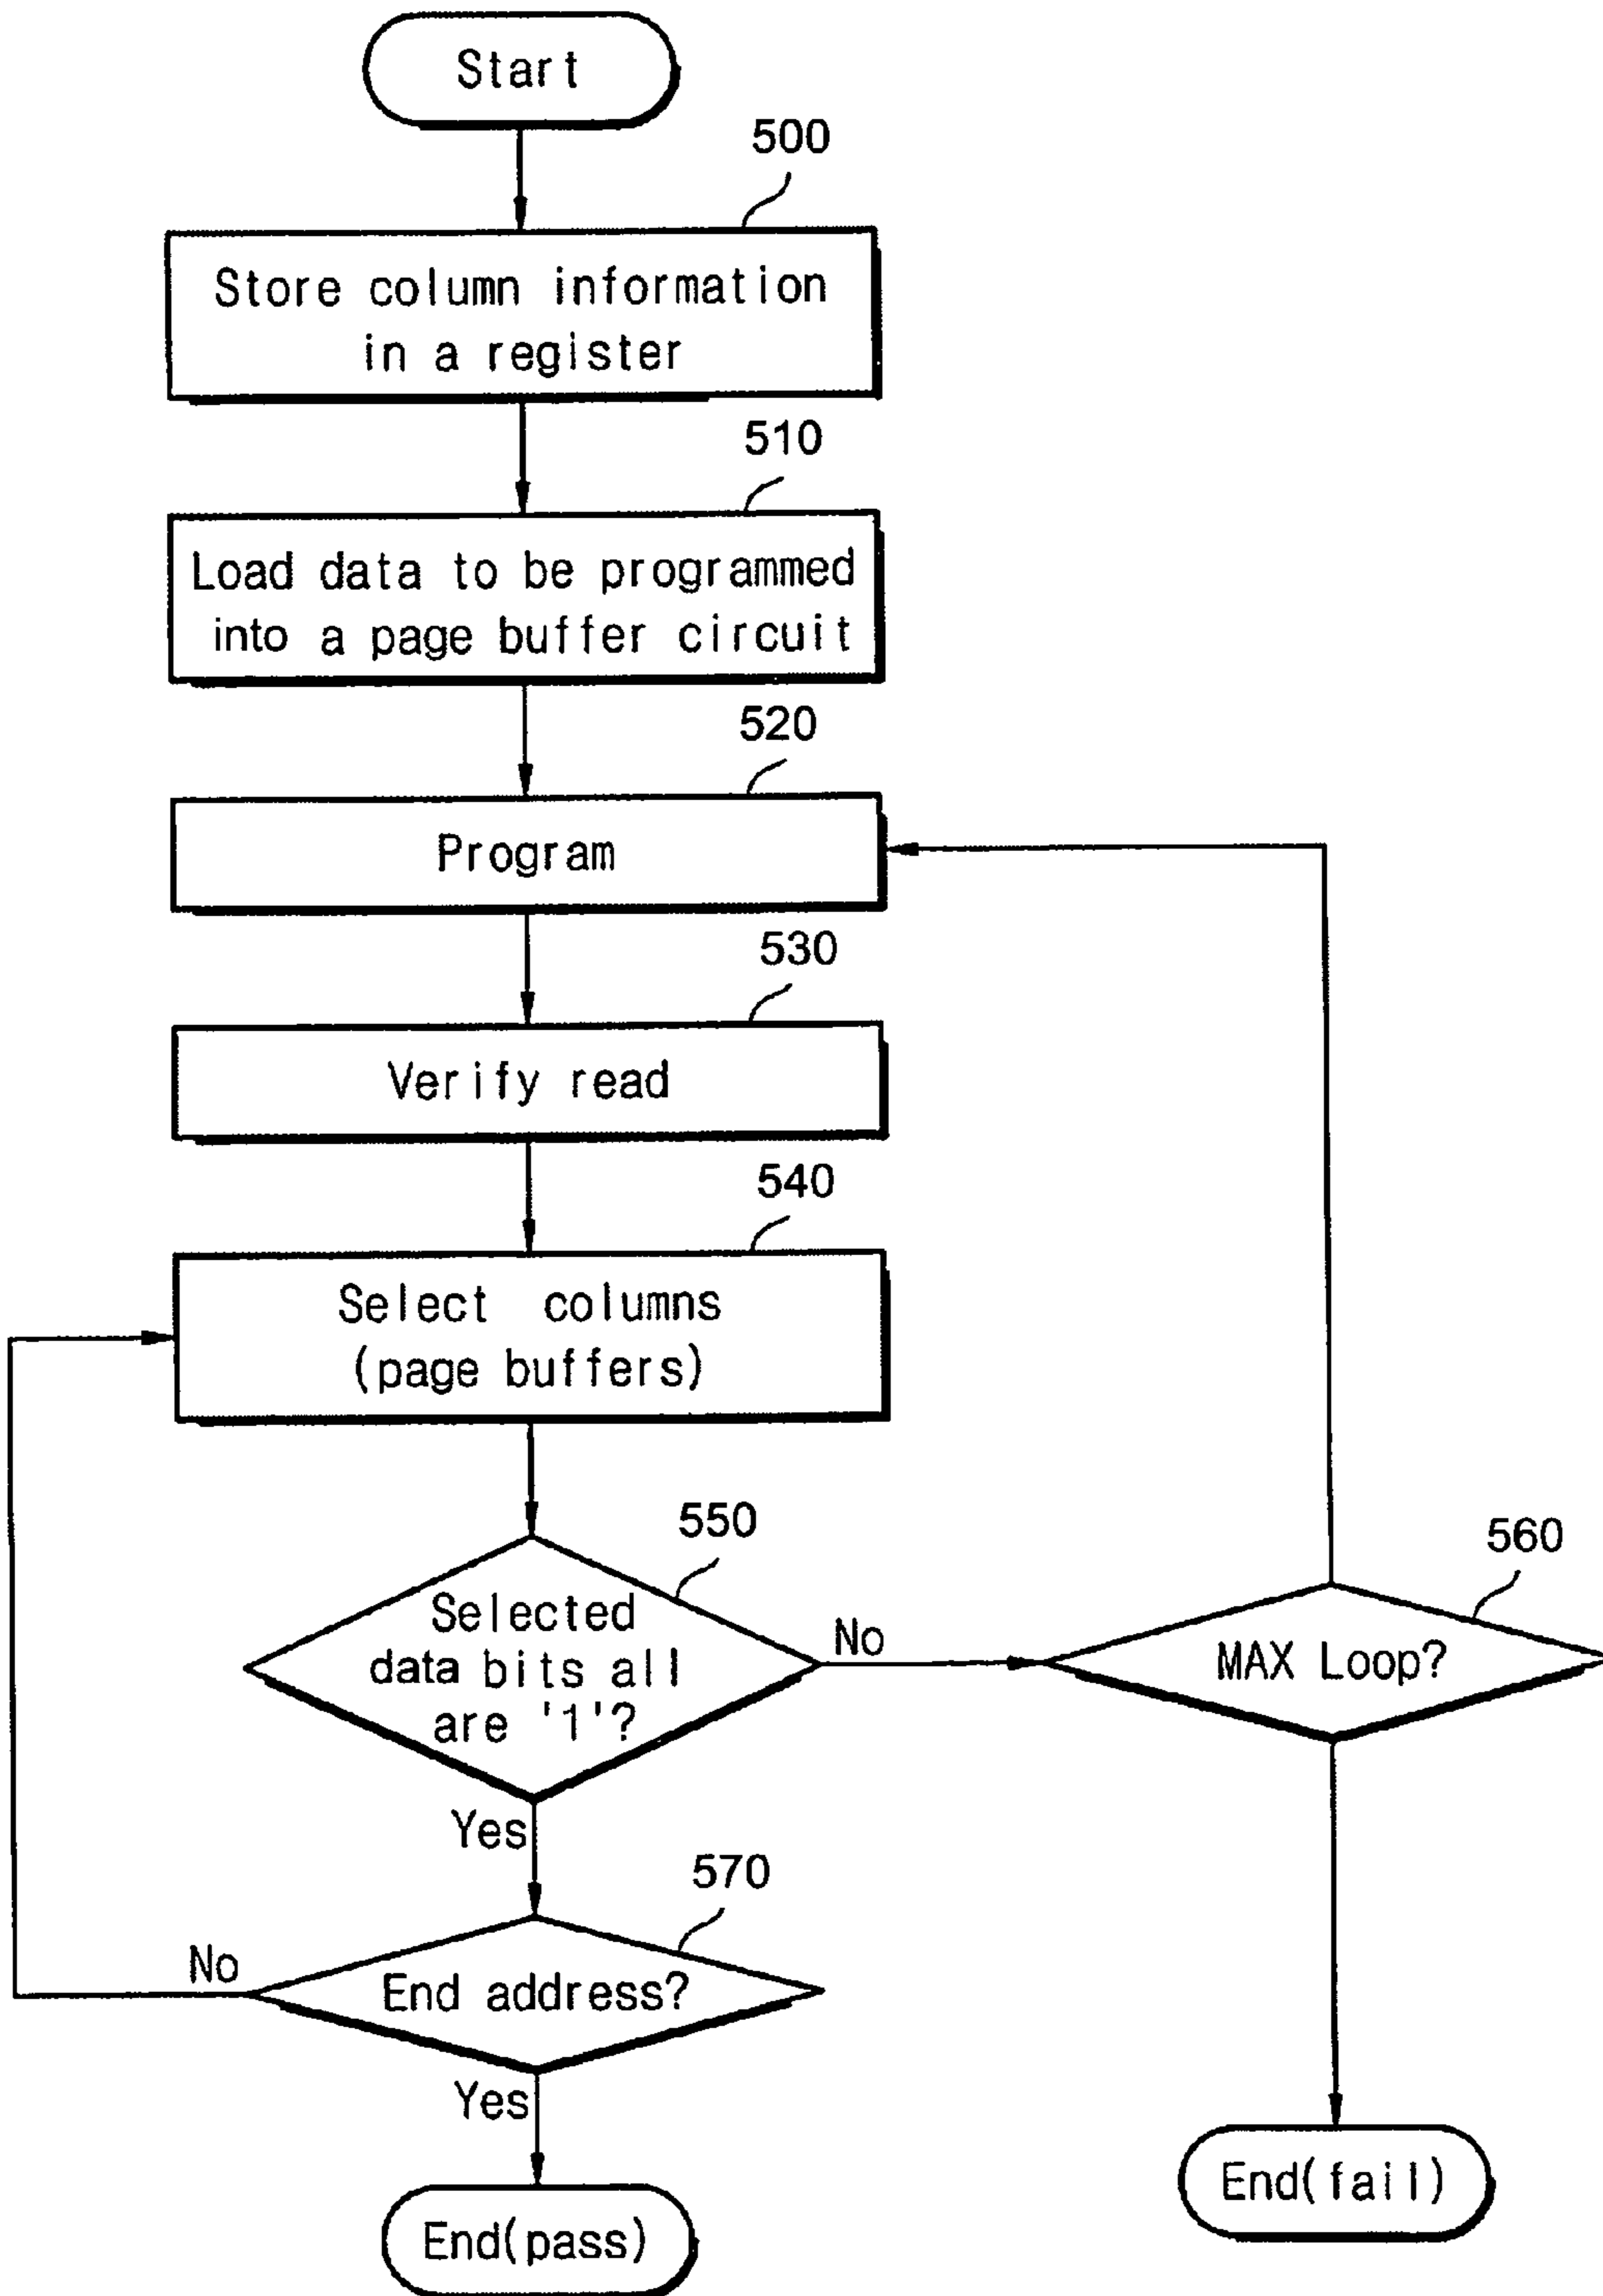 Start
500
Store column information
in a register
510
Load data to be programmed
into a page buffer circuit
520
Program
530
Verify read
540
Select columns
(page buffers)
550
Selected
data bits all
are '1'?
No
560
MAX Loop?
Yes
570
No
End address?
Yes
End(fail)
End(pass)